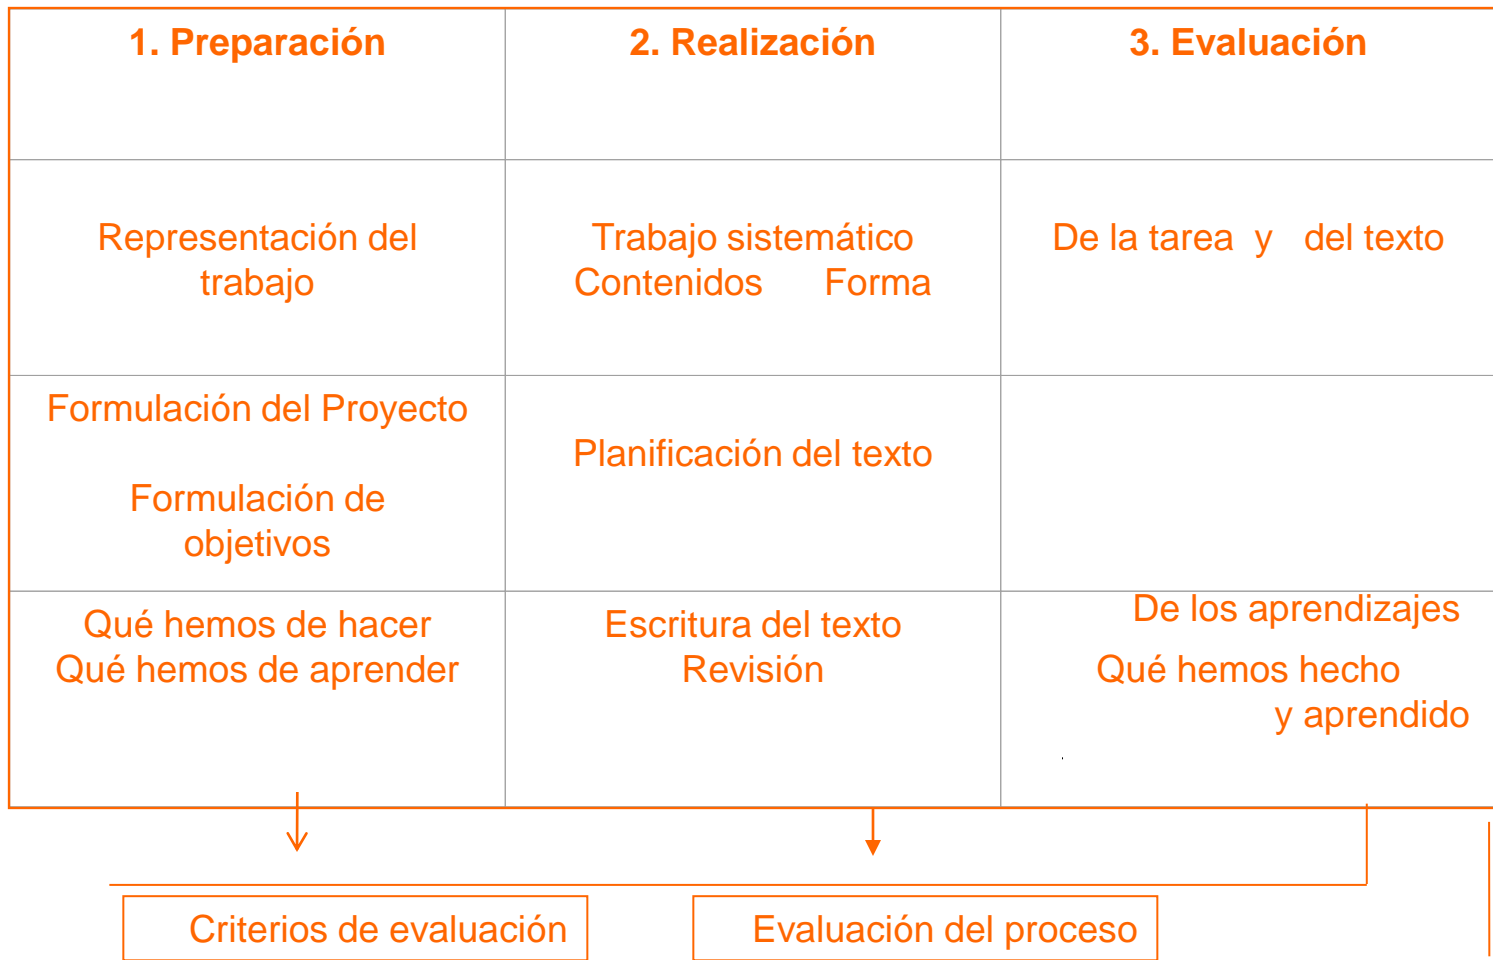 1. Preparación
2. Realización
3. Evaluación
Representación del
trabajo
Trabajo sistemático
Contenidos Forma
De la tarea y del texto
Formulación del Proyecto
Formulación de
objetivos
Planificación del texto
Qué hemos de hacer
Qué hemos de aprender
Escritura del texto
Revisión
De los aprendizajes
Qué hemos hecho
y aprendido
Criterios de evaluación
Evaluación del proceso